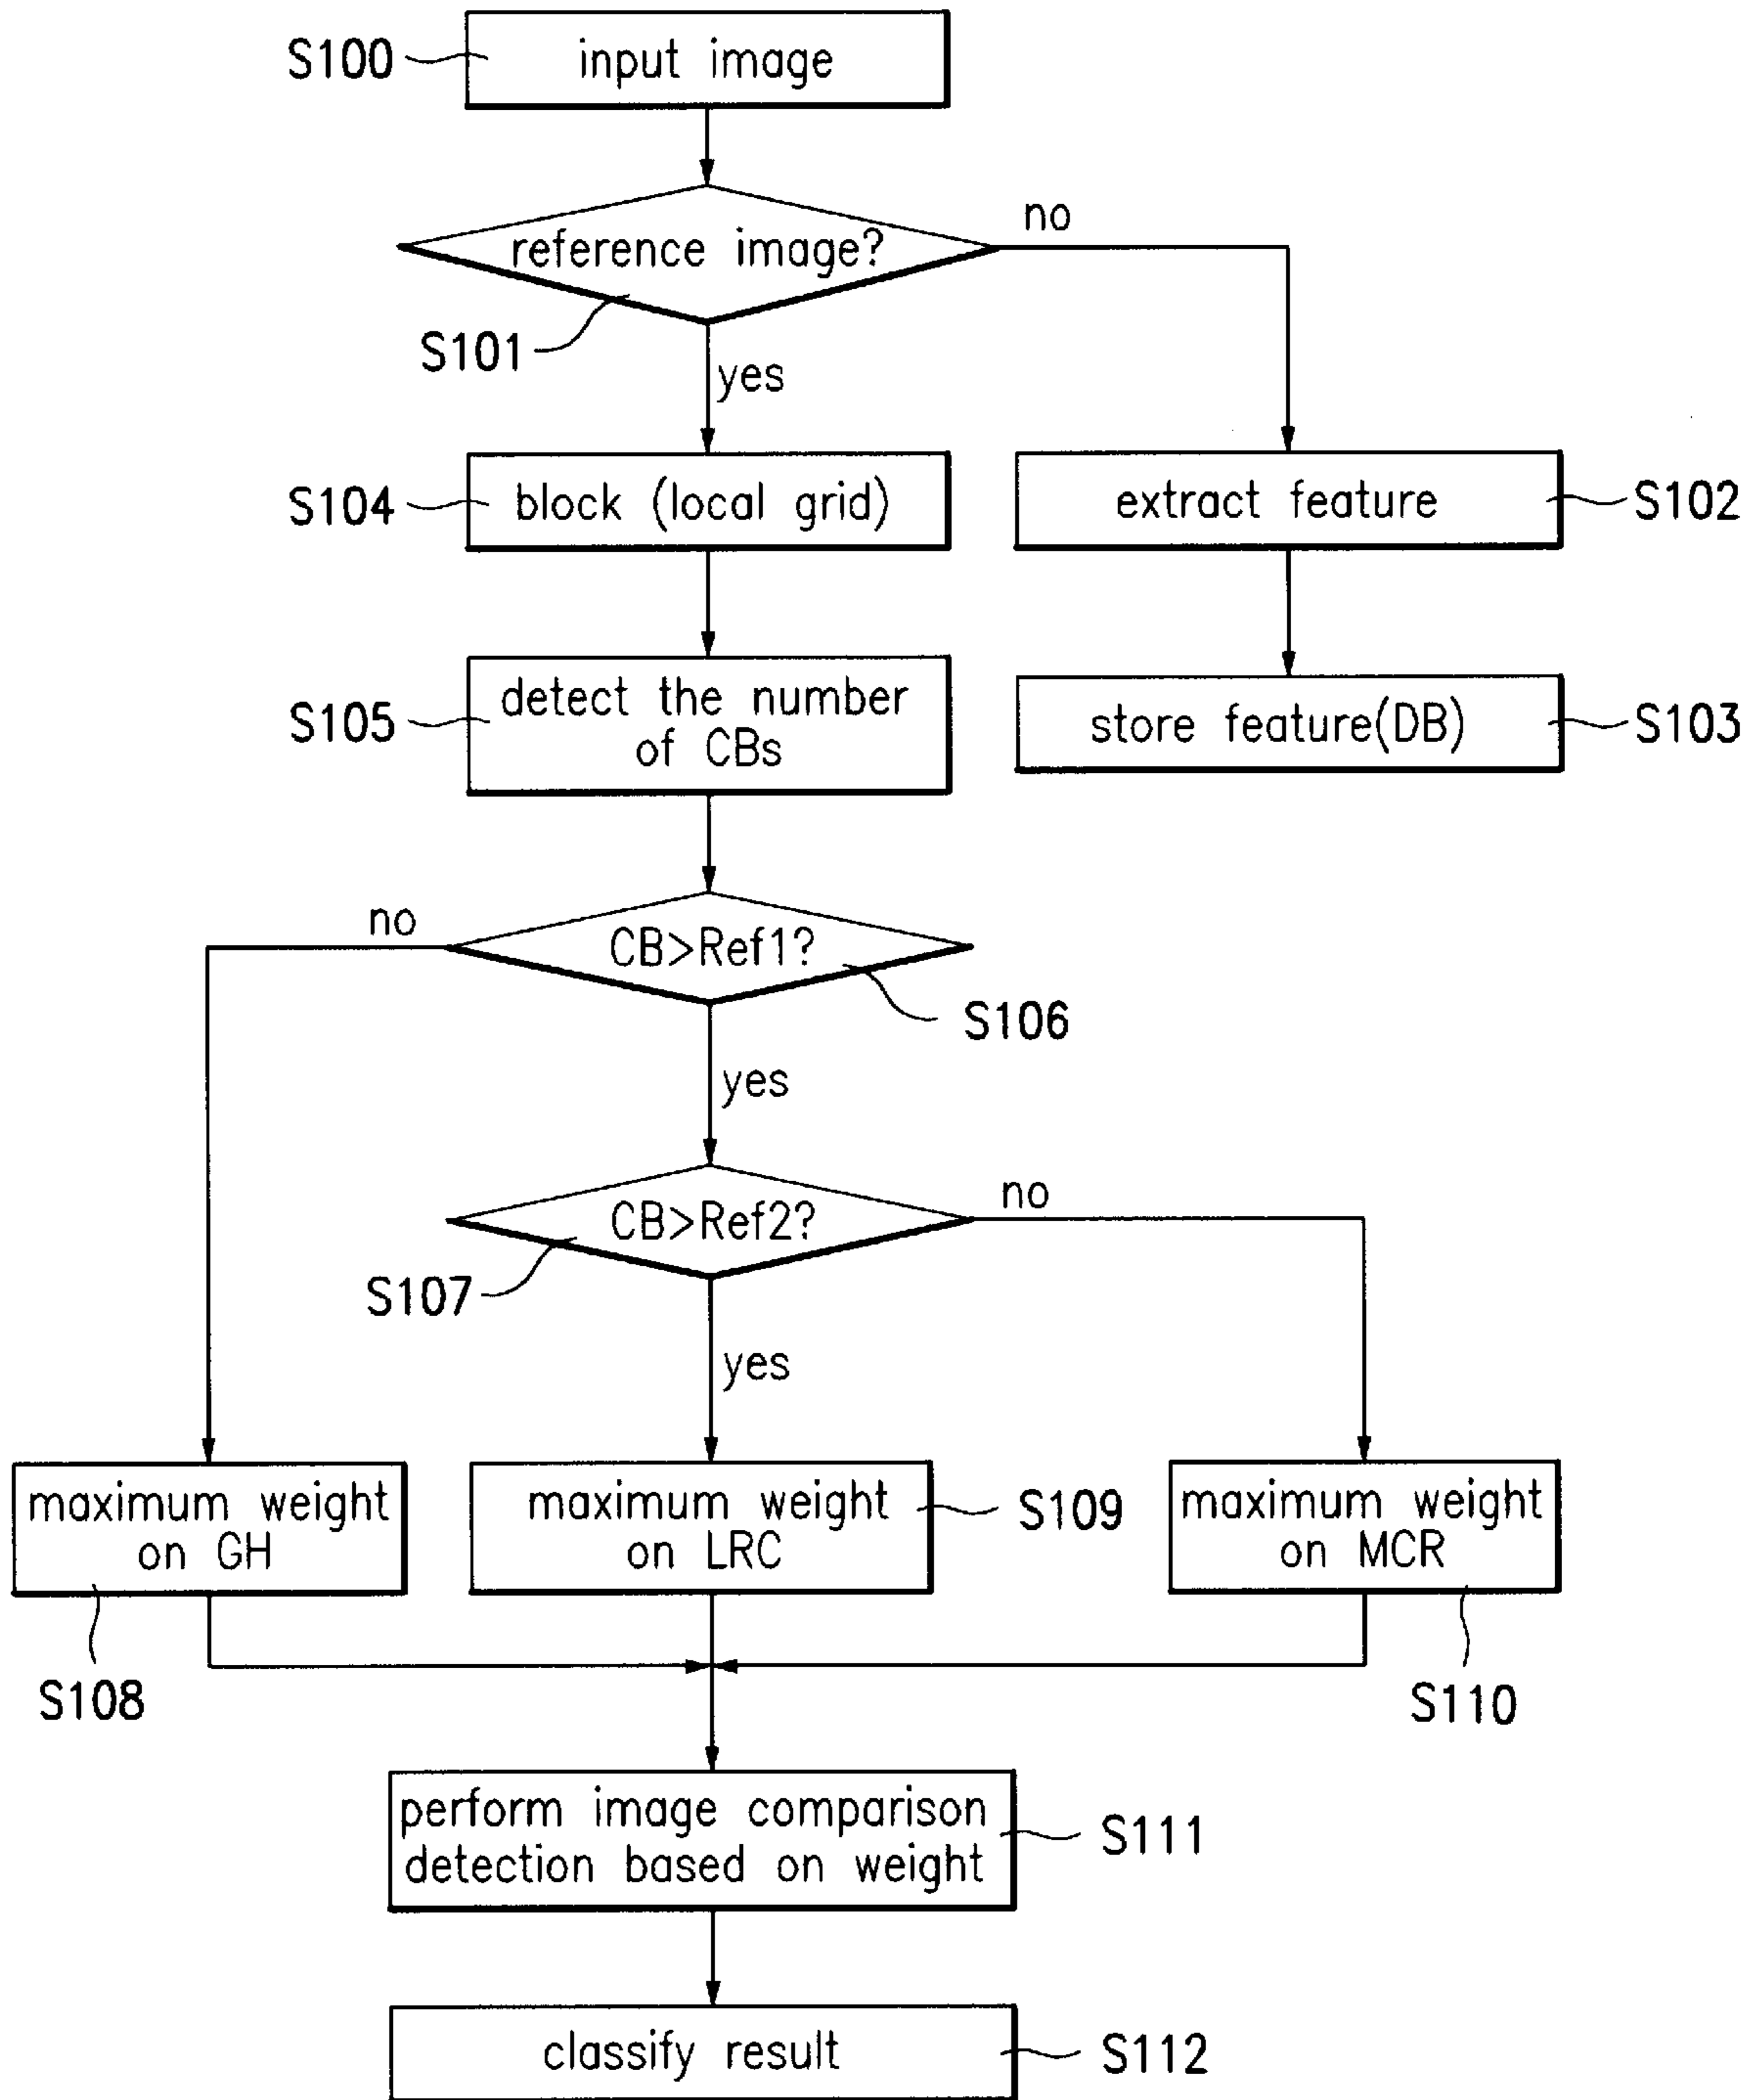 S100
input image
reference image?
no
S101
yes
S104
block (local grid)
extract feature
S102
S105
detect the number
of CBs
store feature(DB)
S103
no
CB>Ref1?
S106
yes
CB>Ref2?
no
S107
yes
maximum weight
on GH
maximum weight
on LRC
S109
maximum weight
on MCR
S108
S110
perform image comparison
detection based on weight
S111
classify result
S112